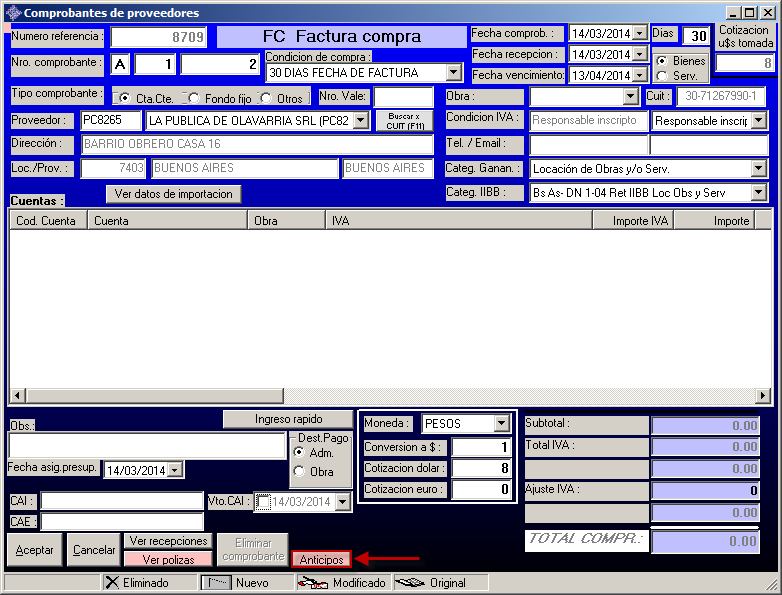 Comprobantes de proveedores
Numero referencia : 8709 FC Factura compra Fecha comprob. : 14/03/2014 Dias 30 Cotizacion u$s tomada
Nro. comprobante : A 1 2 Condicion de compra : 30 DIAS FECHA DE FACTURA Fecha recepcion : 14/03/2014 Bienes 8
Fecha vencimiento: 13/04/2014 Serv.
Tipo comprobante : Cta.Cte. Fondo fijo Otros Nro. Vale: Obra : Cuit : 30-71267990-1
Proveedor : PC8265 LA PUBLICA DE OLAVARRIA SRL (PC82 Buscar x CUIT (F11) Condicion IVA : Responsable inscripto Responsable inscrip
Dirección : BARRIO OBRERO CASA 16 Tel. / Email :
Loc./Prov. : 7403 BUENOS AIRES BUENOS AIRES Categ. Ganan.: Locación de Obras y/o Serv.
Cuentas : Ver datos de importacion Categ. IIBB : Bs As- DN 1-04 Ret IIBB Loc Obs y Serv
Cod. Cuenta Cuenta Obra IVA Importe IVA Importe
Obs.: Ingreso rapido Moneda : PESOS Subtotal : 0.00
Dest.Pago Adm. Conversion a $ : 1 Total IVA : 0.00
Fecha asig.presup. 14/03/2014 Obra Cotizacion dolar : 8 0.00
Cotizacion euro : 0 Ajuste IVA : 0
CAI : Vto.CAI : 14/03/2014 0.00
CAE :
Aceptar Cancelar Ver recepciones Eliminar comprobante TOTAL COMPR.: 0.00
Ver polizas Anticipos
Eliminado Nuevo Modificado Original